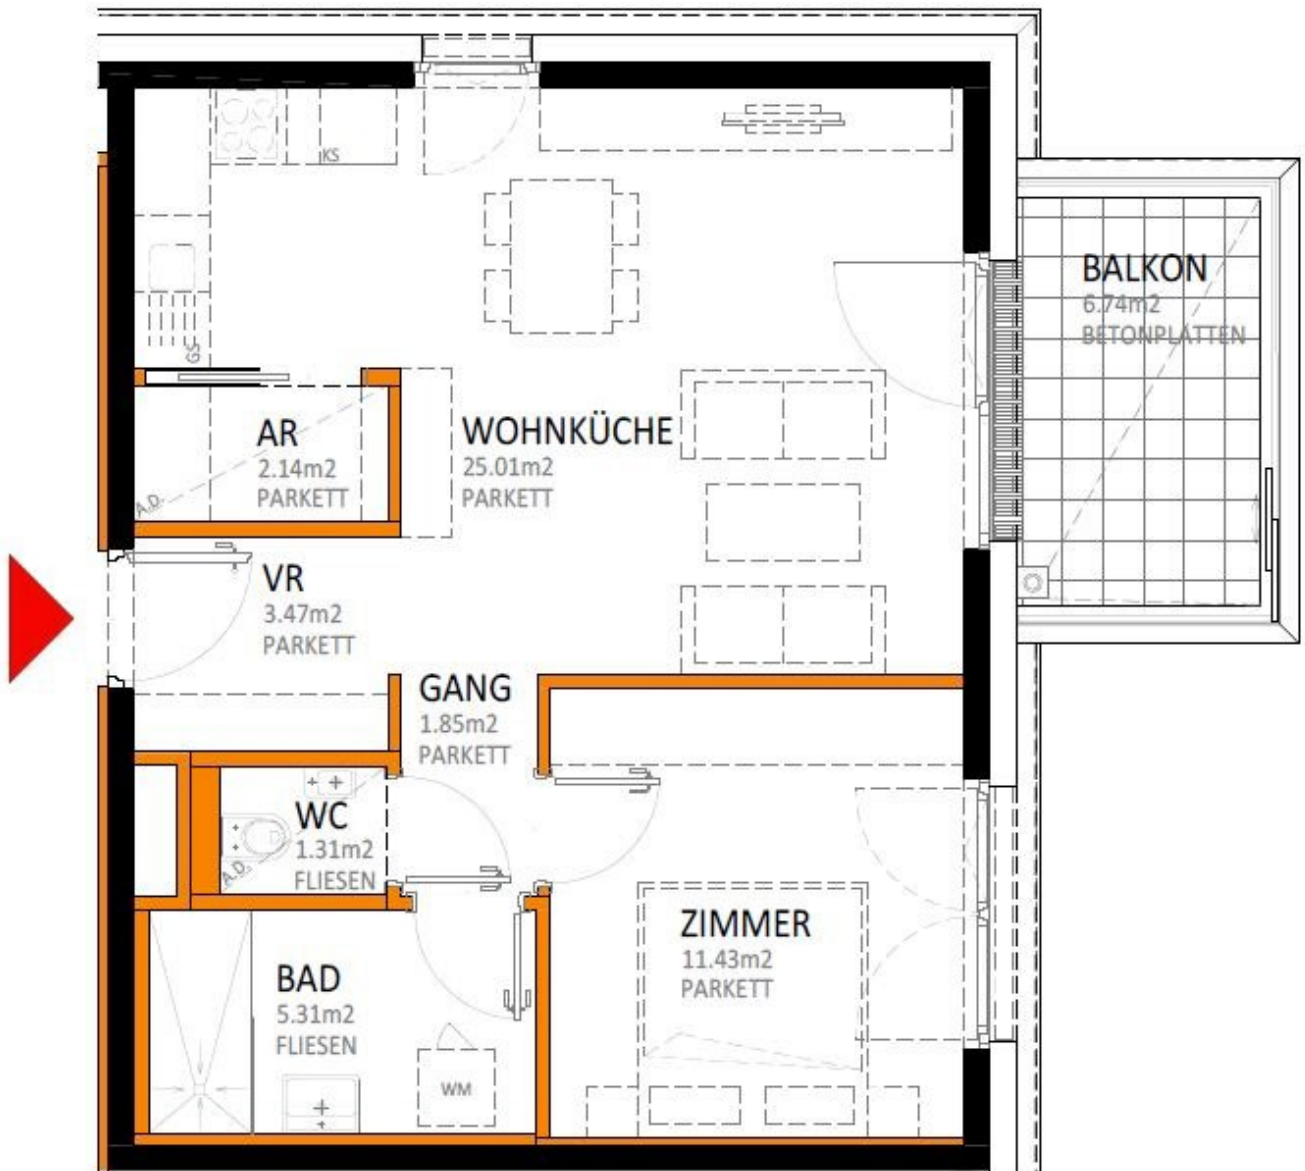 KS
BALKON
6.74m2
BETONPLATTEN
GS
AR
2.14m2
PARKETT
A.D.
WOHNKÜCHE
25.01m2
PARKETT
VR
3.47m2
PARKETT
GANG
1.85m2
PARKETT
WC
1.31m2
FLIESEN
A.D.
ZIMMER
11.43m2
PARKETT
BAD
5.31m2
FLIESEN
WM